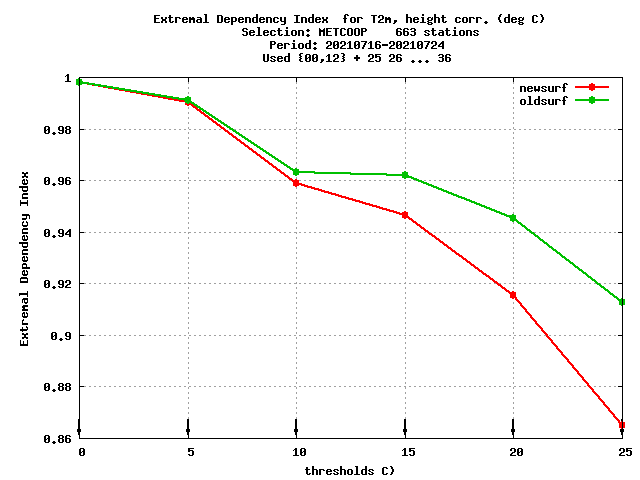 Extremal Dependency Index  for T2m, height corr. (deg C)
Selection: METCOOP    663 stations
Period: 20210716-20210724
Used {00,12} + 25 26 ... 36
newsurf
oldsurf
1
0.98
0.96
0.94
0.92
0.9
0.88
0.86
Extremal Dependency Index
0 5 10 15 20 25
thresholds C)